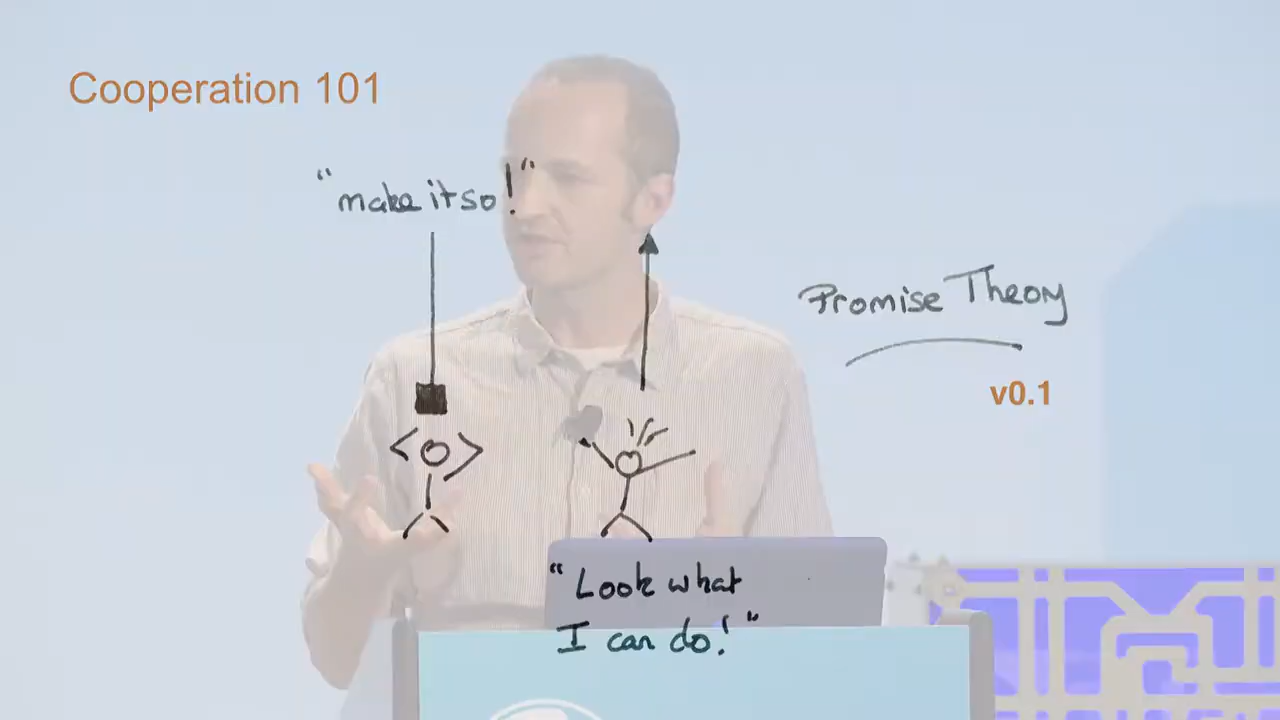 Cooperation 101
"make it so!"
Promise Theory
v0.1
"Look what
I can do!"